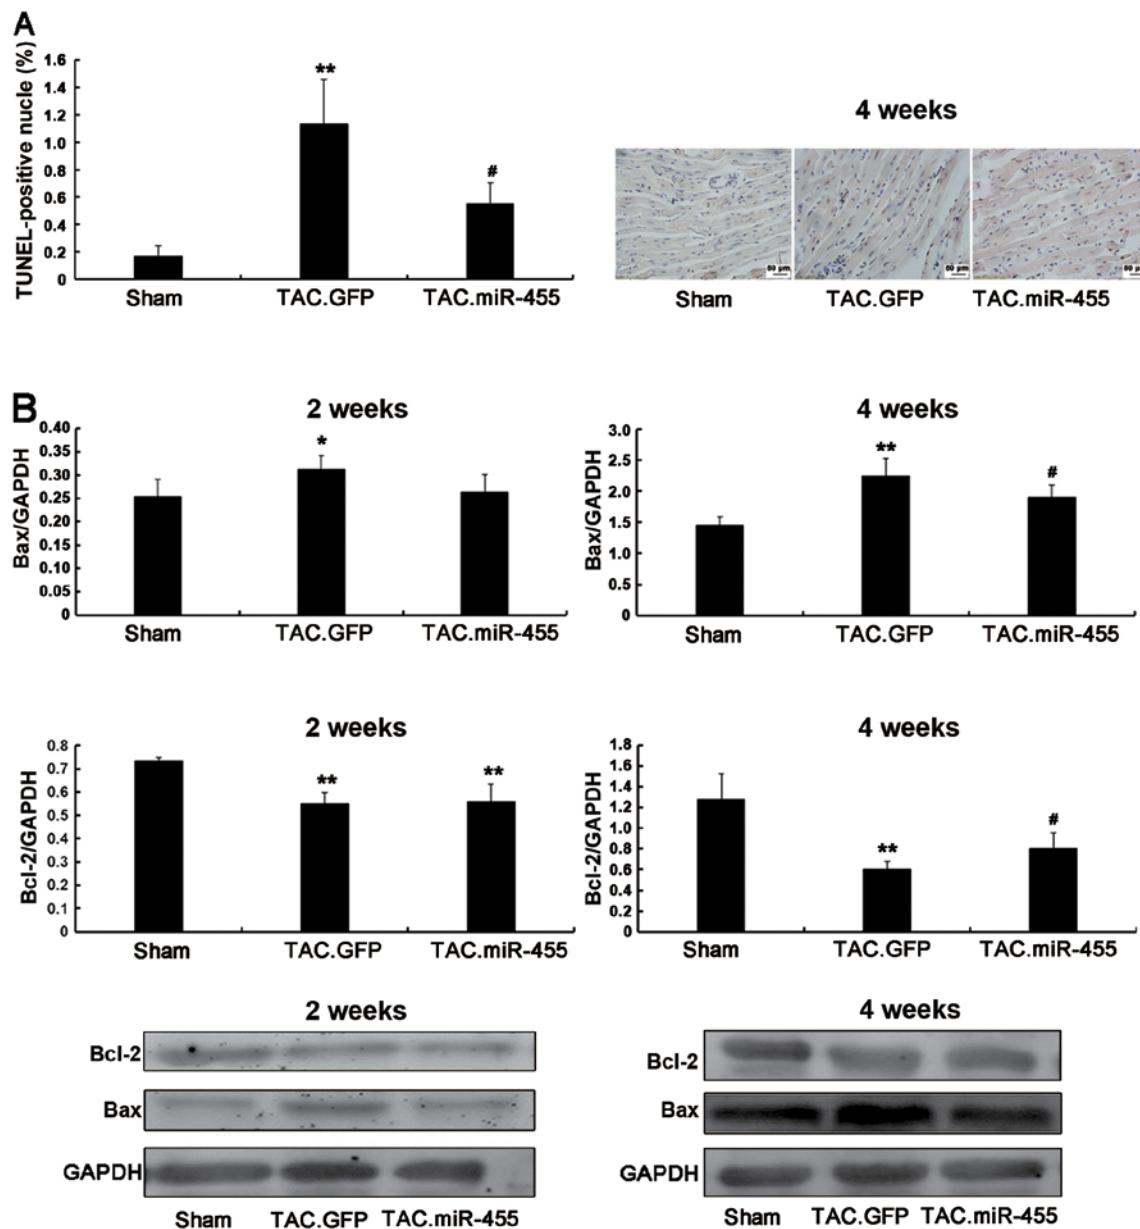 A
TUNEL-positive nucle (%)
1.6
1.4
1.2
1.0
0.8
0.6
0.4
0.2
0
**
#
Sham TAC.GFP TAC.miR-455
4 weeks
50 µm 50 µm 50 µm
Sham TAC.GFP TAC.miR-455
B
2 weeks
Bax/GAPDH
0.40
0.35
0.30
0.25
0.20
0.15
0.10
0.05
0
*
Sham TAC.GFP TAC.miR-455
4 weeks
Bax/GAPDH
3.0
2.5
2.0
1.5
1.0
0.5
0
**
#
Sham TAC.GFP TAC.miR-455
2 weeks
Bcl-2/GAPDH
0.8
0.7
0.6
0.5
0.4
0.3
0.2
0.1
0
**
**
Sham TAC.GFP TAC.miR-455
4 weeks
Bcl-2/GAPDH
1.8
1.6
1.4
1.2
1.0
0.8
0.6
0.4
0.2
0
**
#
Sham TAC.GFP TAC.miR-455
2 weeks
Bcl-2
Bax
GAPDH
Sham TAC.GFP TAC.miR-455
4 weeks
Bcl-2
Bax
GAPDH
Sham TAC.GFP TAC.miR-455